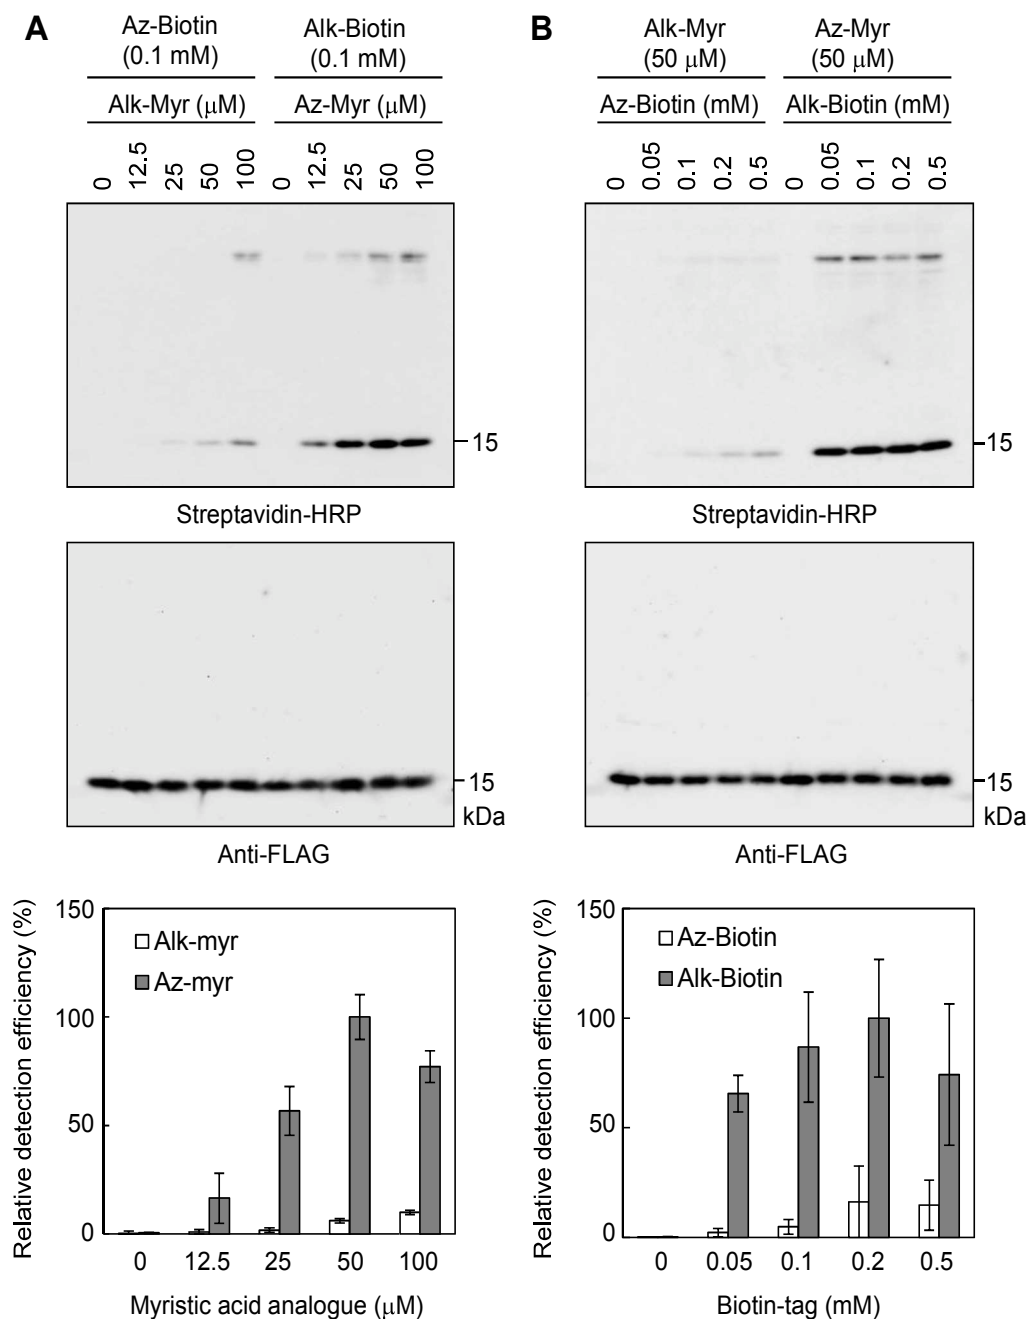 A
Az-Biotin
(0.1 mM)
Alk-Biotin
(0.1 mM)
Alk-Myr (μM)
Az-Myr (μM)
0 12.5 25 50 100 0 12.5 25 50 100
15
Streptavidin-HRP
15
kDa
Anti-FLAG
Relative detection efficiency (%)
150
100
50
0
Alk-myr
Az-myr
0 12.5 25 50 100
Myristic acid analogue (μM)
B
Alk-Myr
(50 μM)
Az-Myr
(50 μM)
Az-Biotin (mM)
Alk-Biotin (mM)
0 0.05 0.1 0.2 0.5 0 0.05 0.1 0.2 0.5
15
Streptavidin-HRP
15
kDa
Anti-FLAG
Relative detection efficiency (%)
150
100
50
0
Az-Biotin
Alk-Biotin
0 0.05 0.1 0.2 0.5
Biotin-tag (mM)